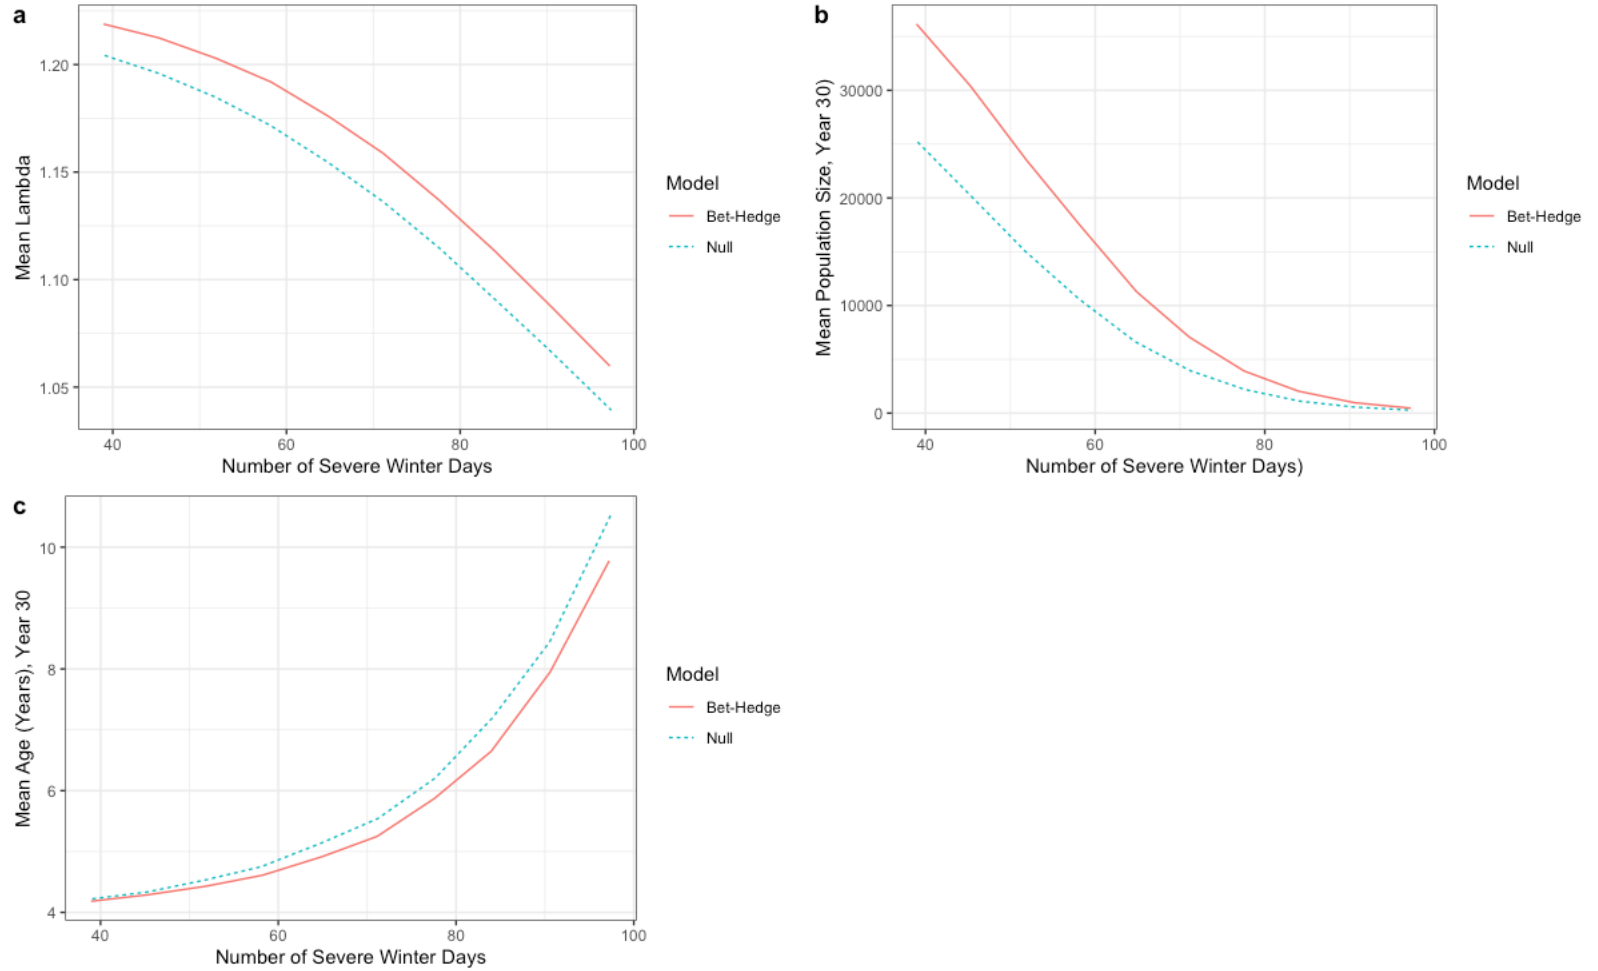 a
Mean Lambda
1.20
1.15
1.10
1.05
40 60 80 100
Number of Severe Winter Days
Model
Bet-Hedge
Null
b
Mean Population Size, Year 30)
30000
20000
10000
0
40 60 80 100
Number of Severe Winter Days)
Model
Bet-Hedge
Null
c
Mean Age (Years), Year 30
10
8
6
4
40 60 80 100
Number of Severe Winter Days
Model
Bet-Hedge
Null